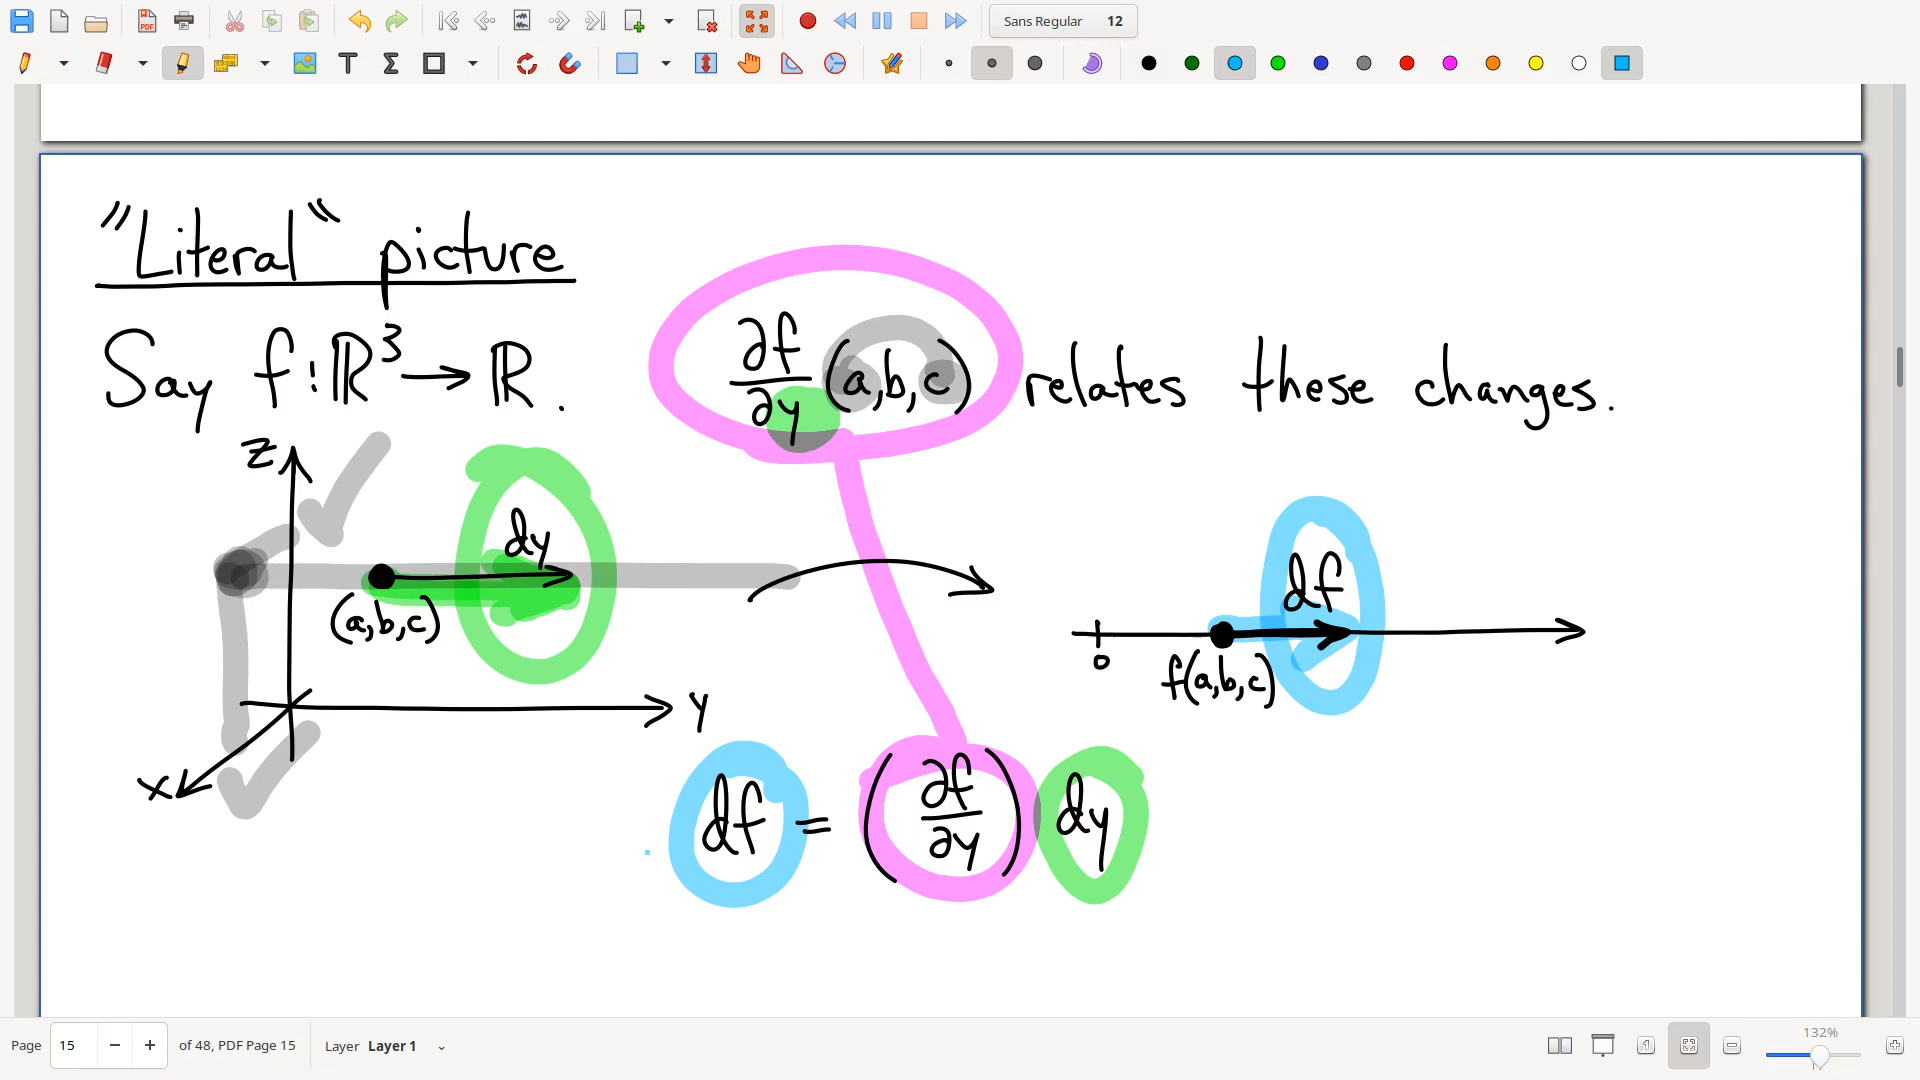 Sans Regular 12
"Literal" picture
Say f: ℝ³ → ℝ.
∂f/∂y (a,b,c) relates these changes.
z
dy
(a,b,c)
y
x
df
0
f(a,b,c)
df = (∂f/∂y) dy
Page 15 − + of 48, PDF Page 15 Layer Layer 1
132%